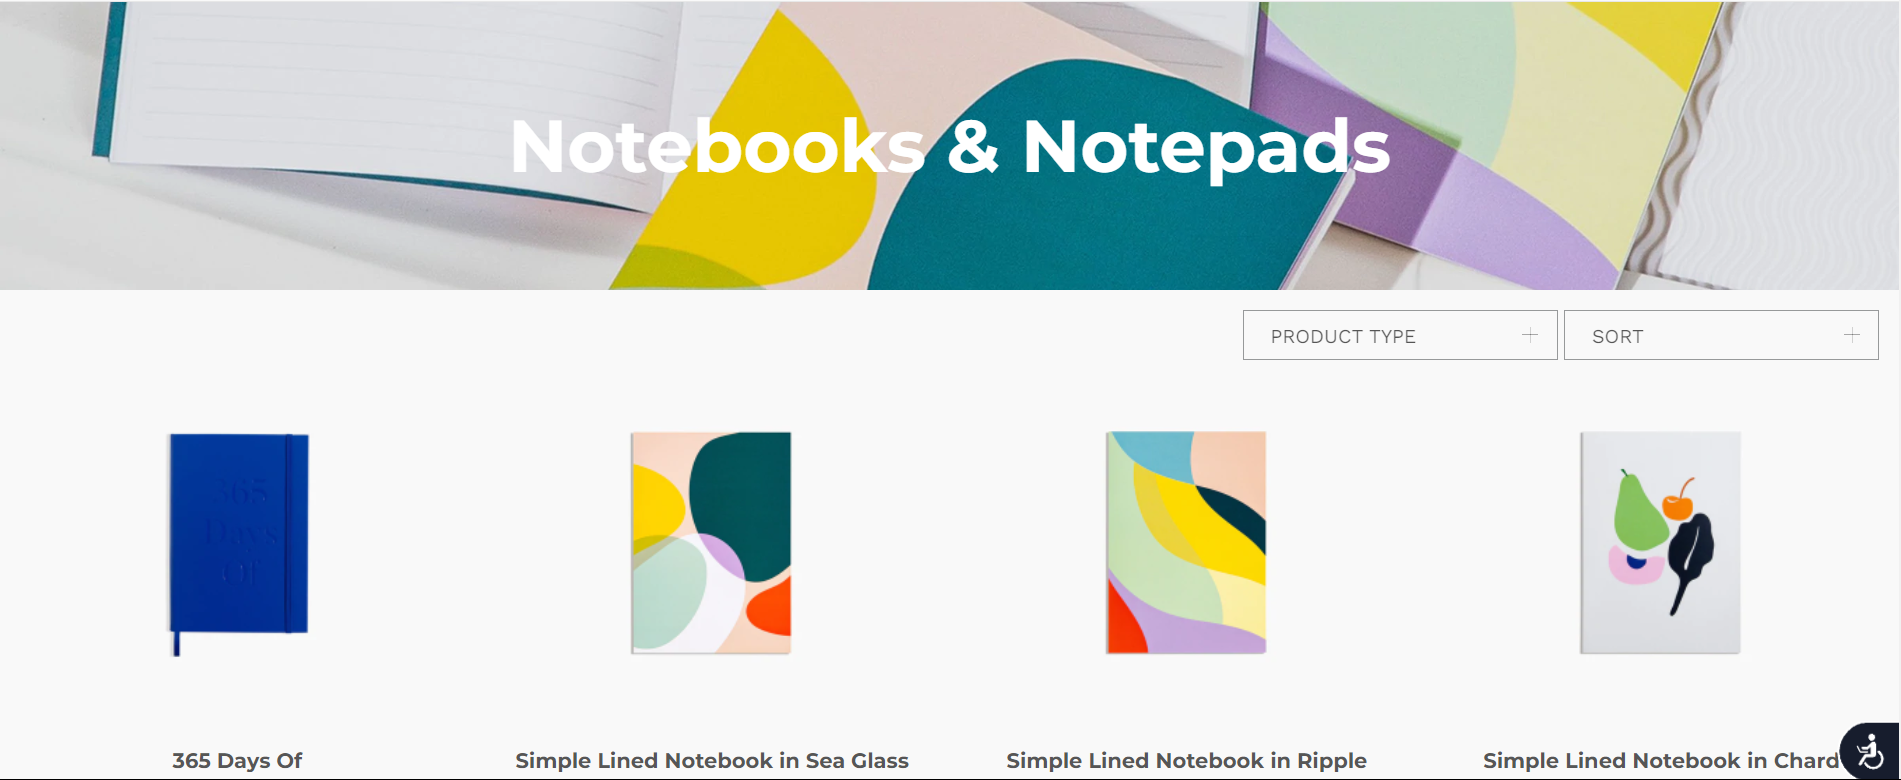 Notebooks & Notepads
PRODUCT TYPE
SORT
365
Days
Of
365 Days Of
Simple Lined Notebook in Sea Glass
Simple Lined Notebook in Ripple
Simple Lined Notebook in Chard